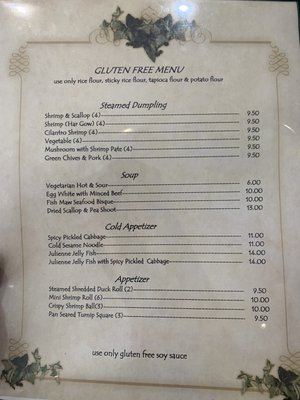 GLUTEN FREE MENU
use only rice flour, sticky rice flour, tapioca flour & potato flour
Steamed Dumpling
Shrimp & Scallop (4) 9.50
Shrimp (Har Gow) (4) 9.50
Cilantro Shrimp (4) 9.50
Vegetable (4) 9.50
Mushroom with Shrimp Pate (4) 9.50
Green Chives & Pork (4) 9.50
Soup
Vegetarian Hot & Sour 6.00
Egg White with Minced Beef 10.00
Fish Maw Seafood Bisque 10.00
Dried Scallop & Pea Shoot 13.00
Cold Appetizer
Spicy Pickled Cabbage 11.00
Cold Sesame Noodle 11.00
Julienne Jelly Fish 14.00
Julienne Jelly Fish with Spicy Pickled Cabbage 14.00
Appetizer
Steamed Shredded Duck Roll (2) 9.50
Mini Shrimp Roll (6) 10.00
Crispy Shrimp Ball(3) 10.00
Pan Seared Turnip Square (3) 9.50
use only gluten free soy sauce